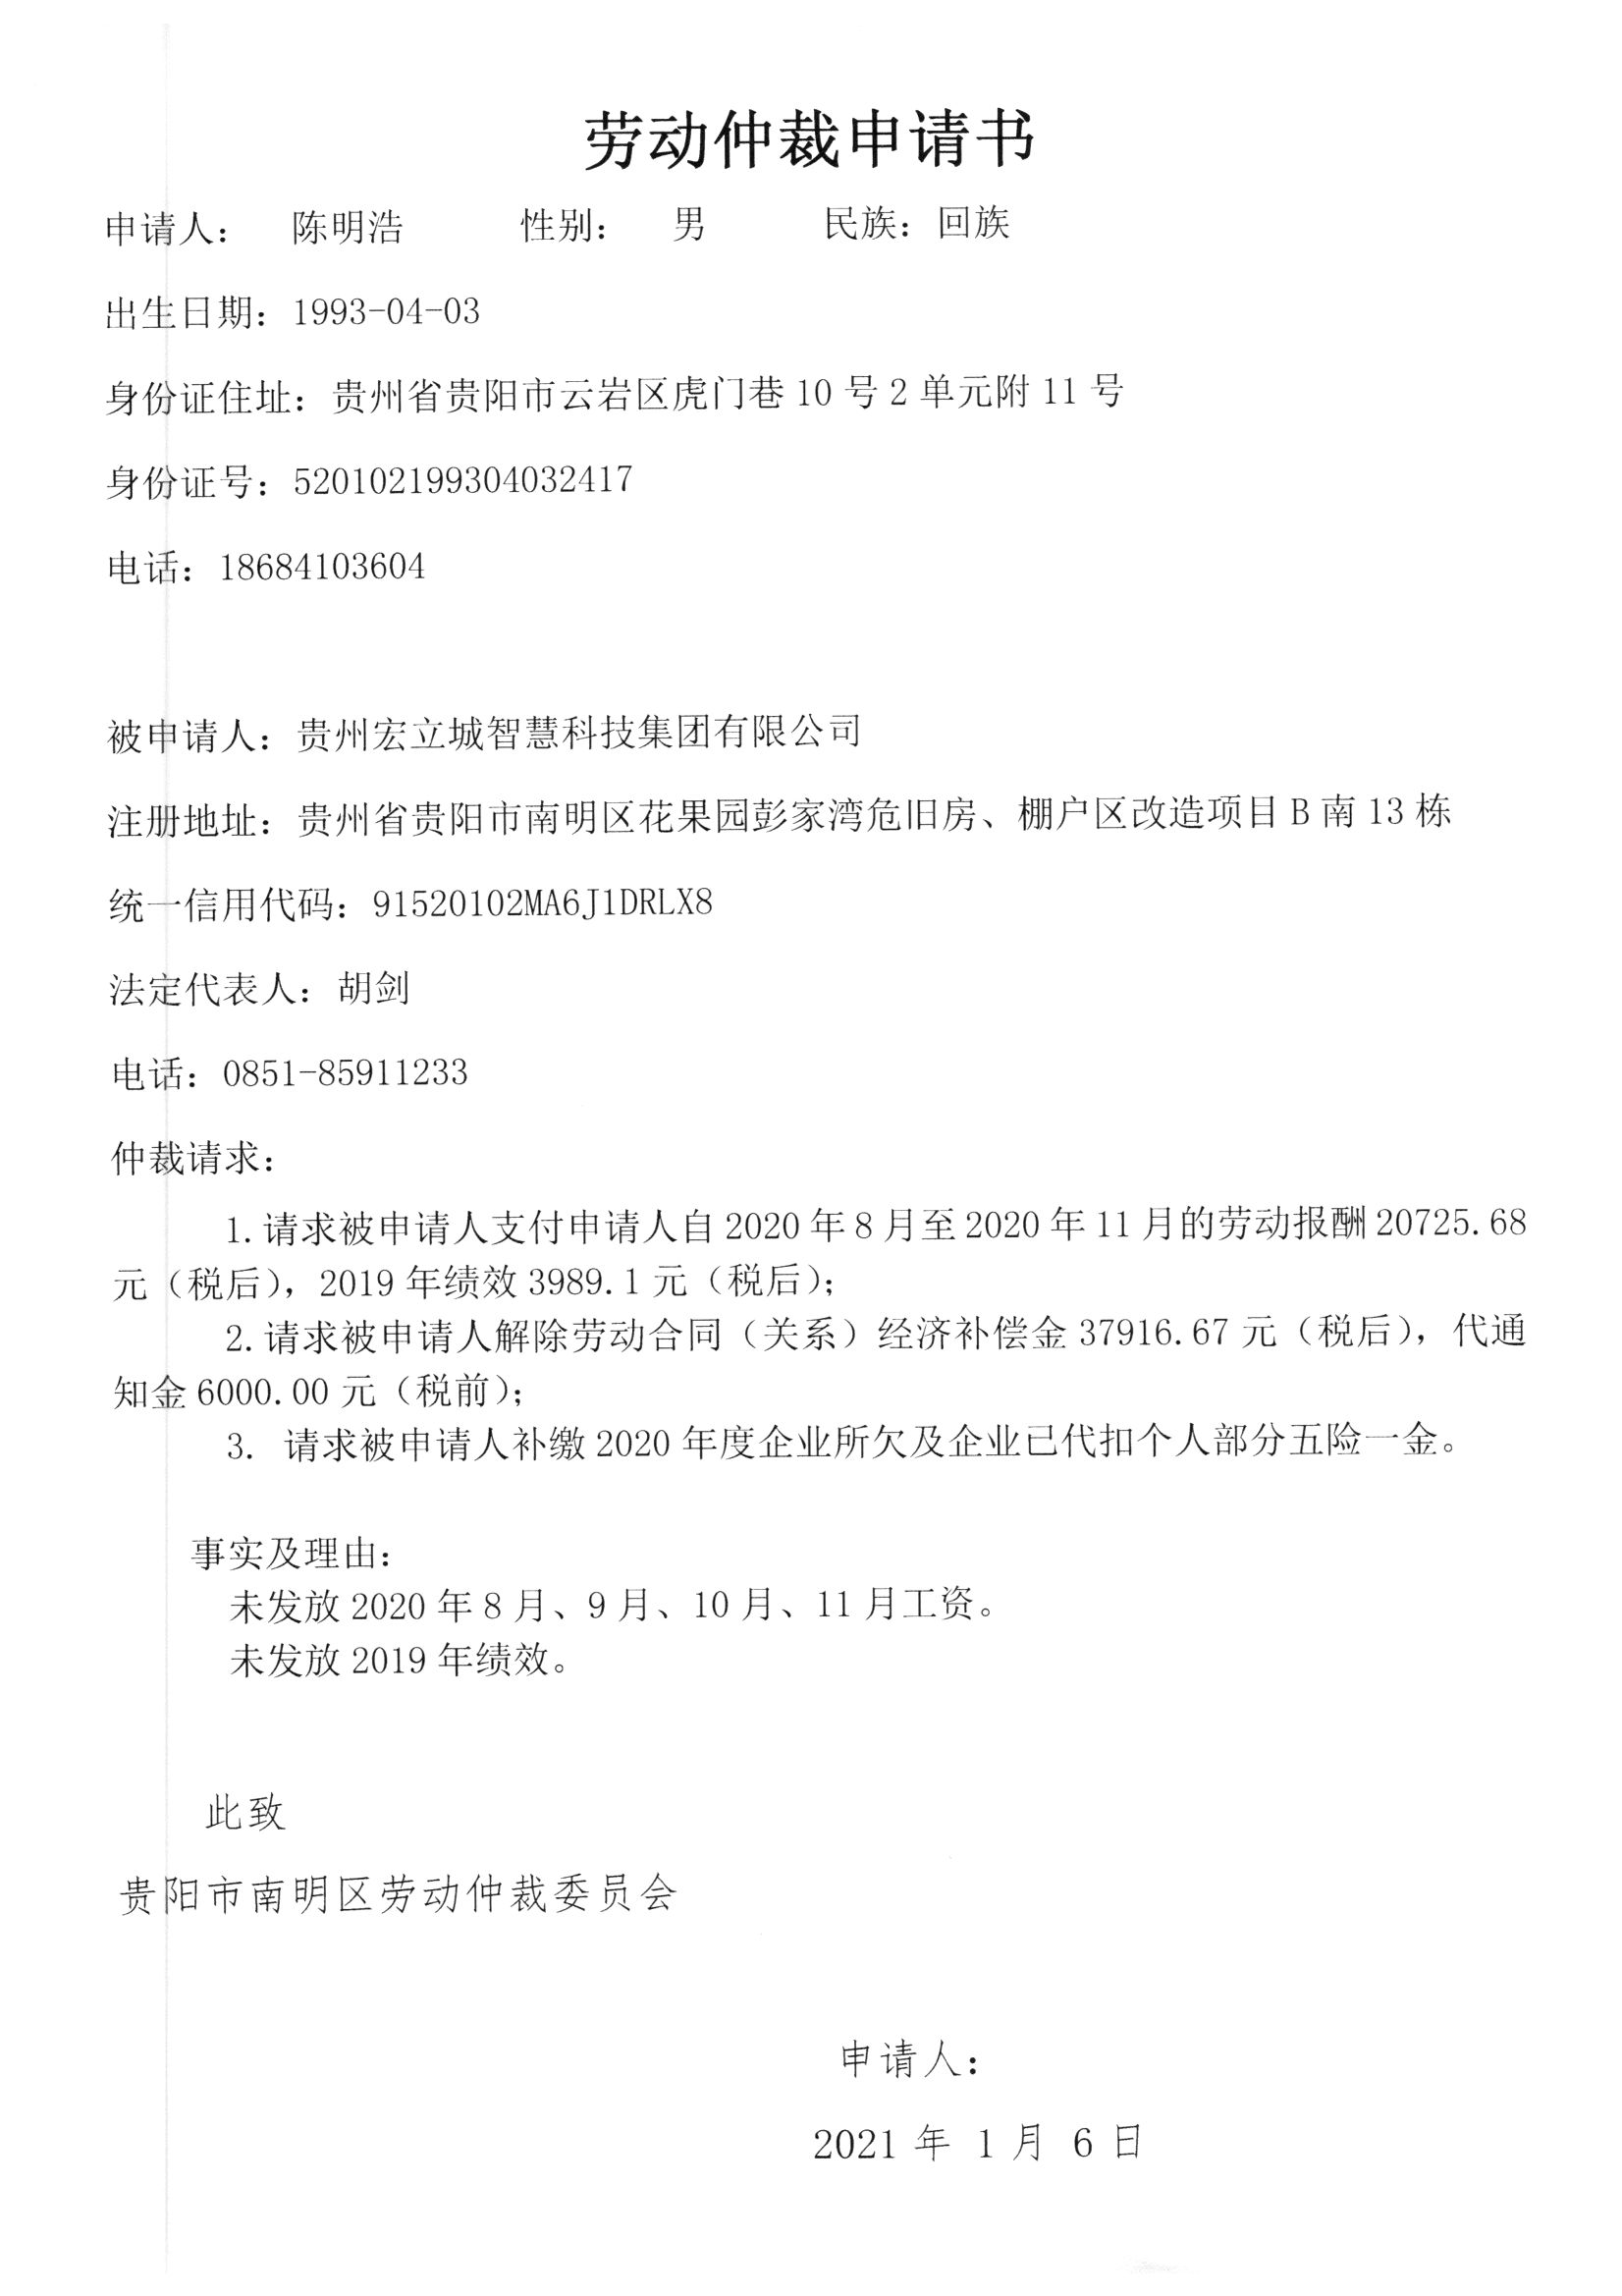 劳动仲裁申请书
申请人： 陈明浩 性别： 男 民族：回族
出生日期：1993-04-03
身份证住址：贵州省贵阳市云岩区虎门巷 10 号 2 单元附 11 号
身份证号：520102199304032417
电话：18684103604
被申请人：贵州宏立城智慧科技集团有限公司
注册地址：贵州省贵阳市南明区花果园彭家湾危旧房、棚户区改造项目 B 南 13 栋
统一信用代码：91520102MA6J1DRLX8
法定代表人：胡剑
电话：0851-85911233
仲裁请求：
1.请求被申请人支付申请人自 2020 年 8 月至 2020 年 11 月的劳动报酬 20725.68
元（税后），2019 年绩效 3989.1 元（税后）；
2.请求被申请人解除劳动合同（关系）经济补偿金 37916.67 元（税后），代通
知金 6000.00 元（税前）；
3. 请求被申请人补缴 2020 年度企业所欠及企业已代扣个人部分五险一金。
事实及理由：
未发放 2020 年 8 月、9 月、10 月、11 月工资。
未发放 2019 年绩效。
此致
贵阳市南明区劳动仲裁委员会
申请人：
2021 年 1 月 6 日